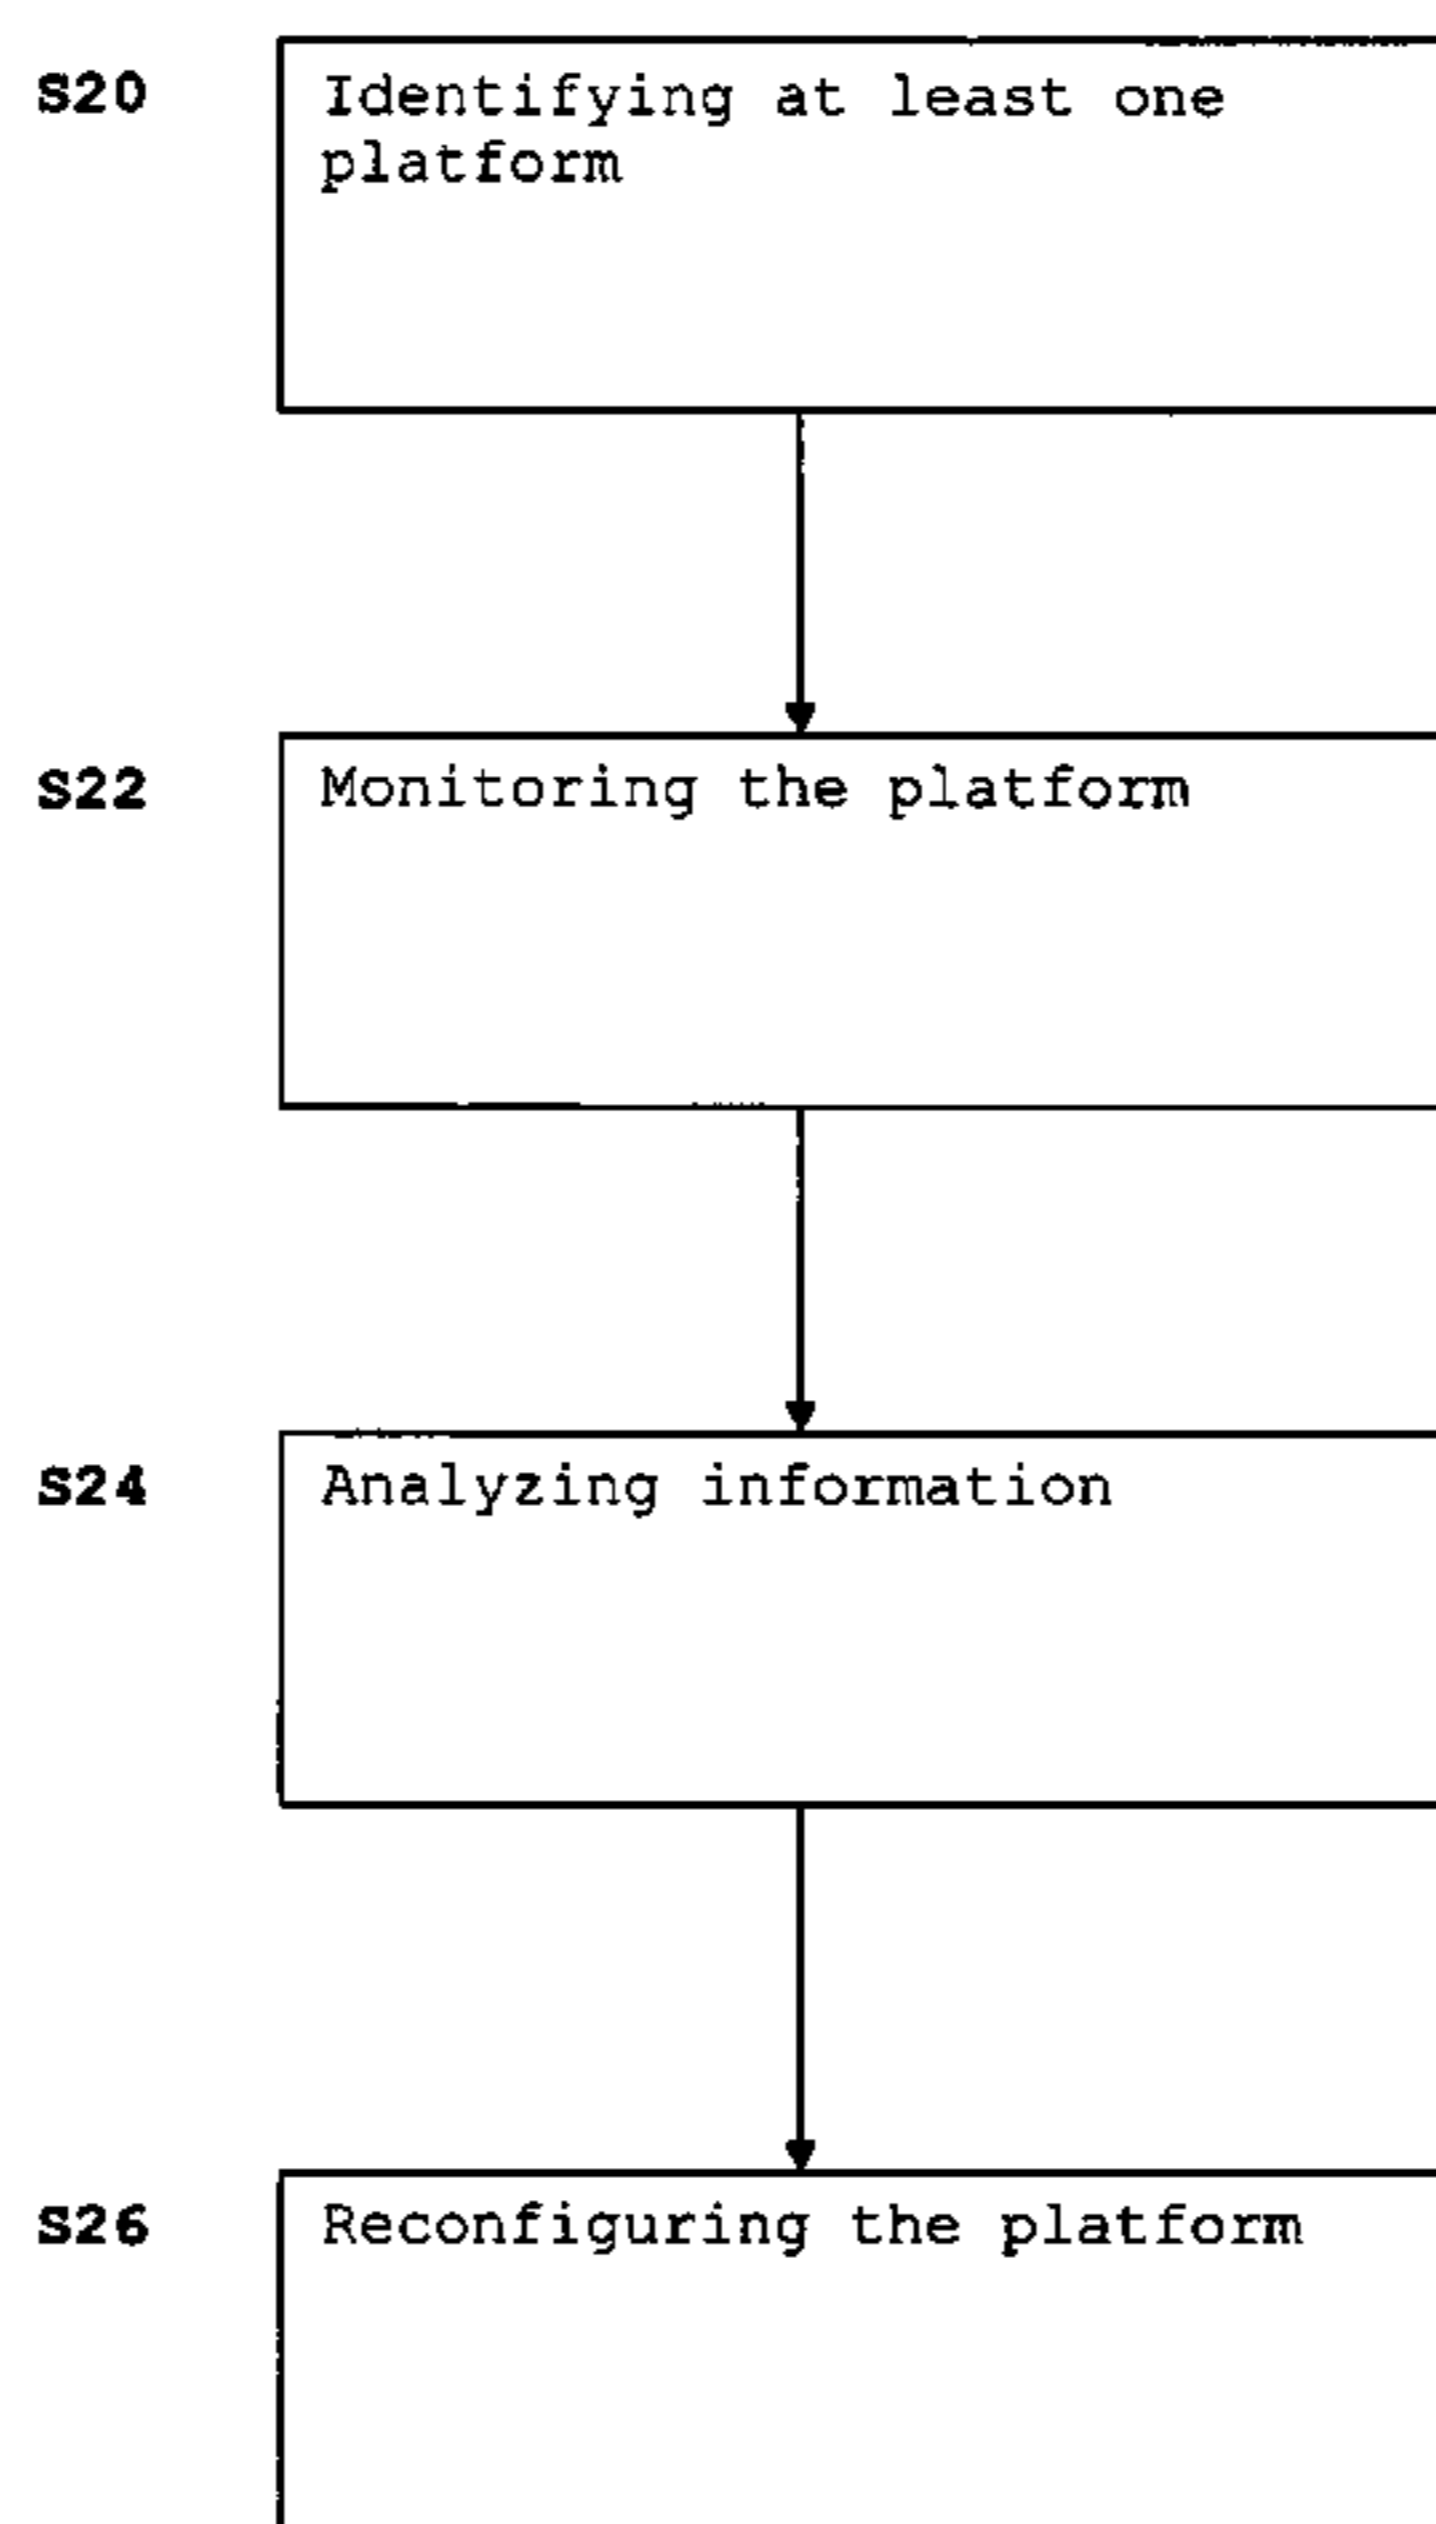 S20 Identifying at least one
platform
S22 Monitoring the platform
S24 Analyzing information
S26 Reconfiguring the platform